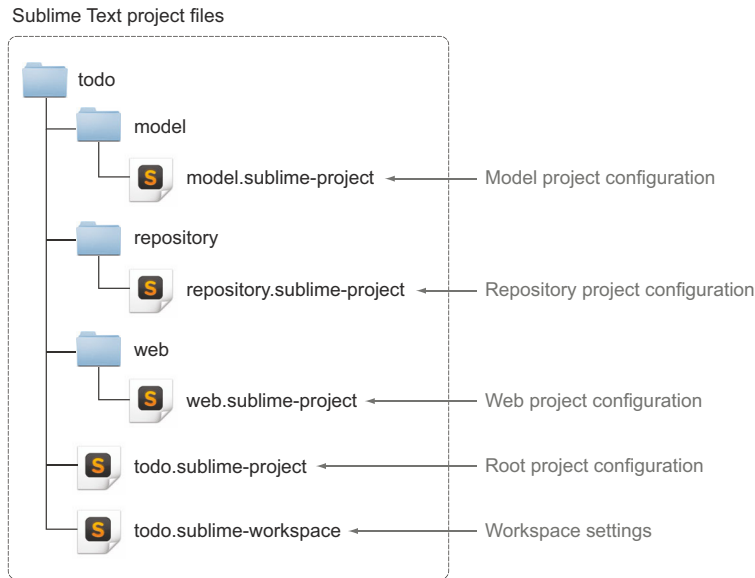 Sublime Text project files
todo
model
model.sublime-project Model project configuration
repository
repository.sublime-project Repository project configuration
web
web.sublime-project Web project configuration
todo.sublime-project Root project configuration
todo.sublime-workspace Workspace settings